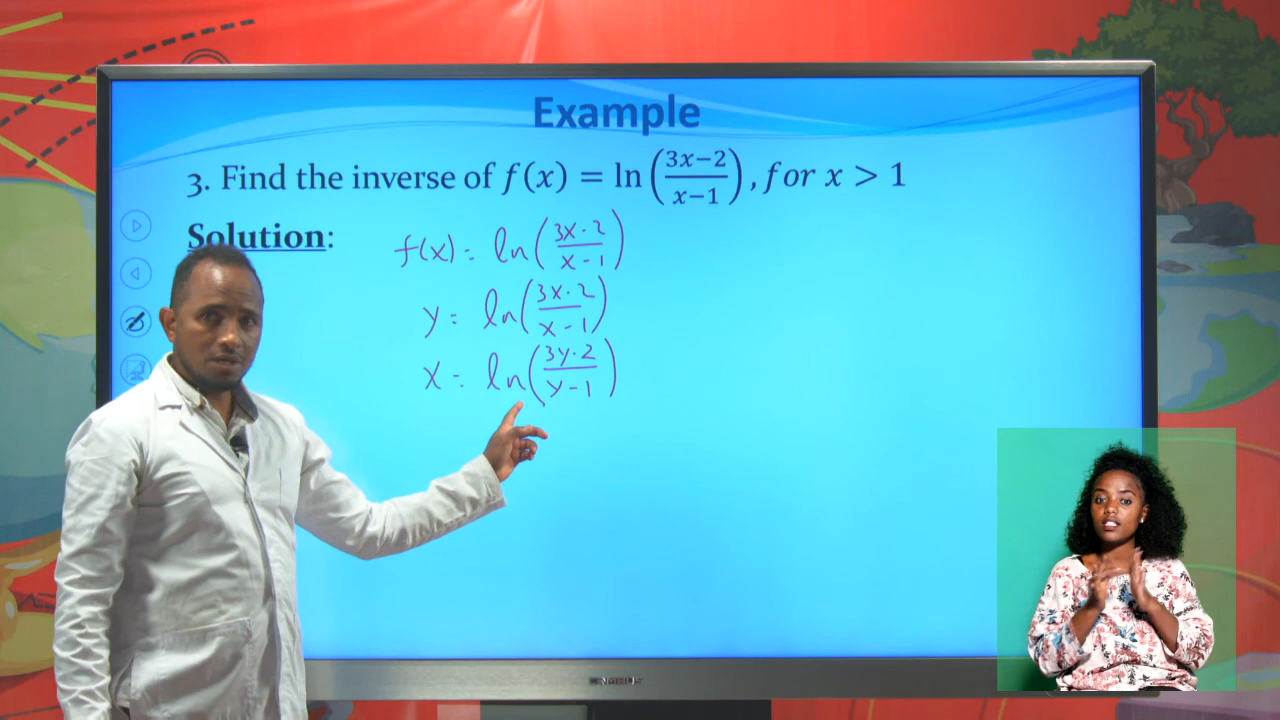 Example
3. Find the inverse of f(x) = ln((3x−2)/(x−1)), for x > 1
Solution:
f(x) = ln((3x-2)/(x-1))
y = ln((3x-2)/(x-1))
x = ln((3y-2)/(y-1))